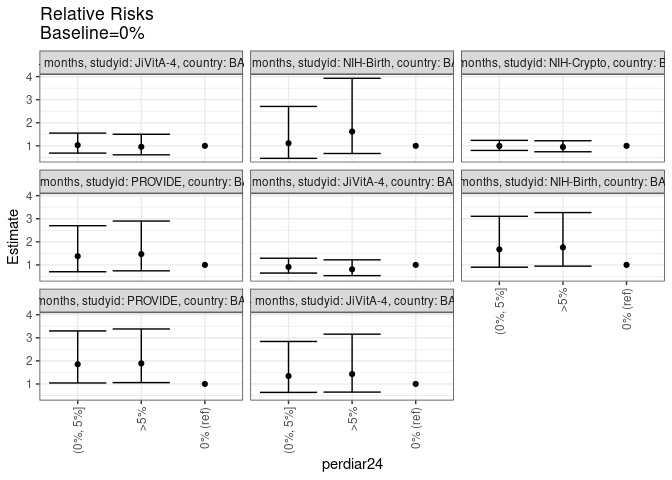 Relative Risks
Baseline=0%
months, studyid: JiVitA-4, country: BA
months, studyid: NIH-Birth, country: BA
months, studyid: NIH-Crypto, country: BA
4
3
2
1
months, studyid: PROVIDE, country: BA
months, studyid: JiVitA-4, country: BA
months, studyid: NIH-Birth, country: BA
4
3
2
1
Estimate
months, studyid: PROVIDE, country: BA
months, studyid: JiVitA-4, country: BA
4
3
2
1
(0%, 5%]
>5%
0% (ref)
(0%, 5%]
>5%
0% (ref)
(0%, 5%]
>5%
0% (ref)
perdiar24